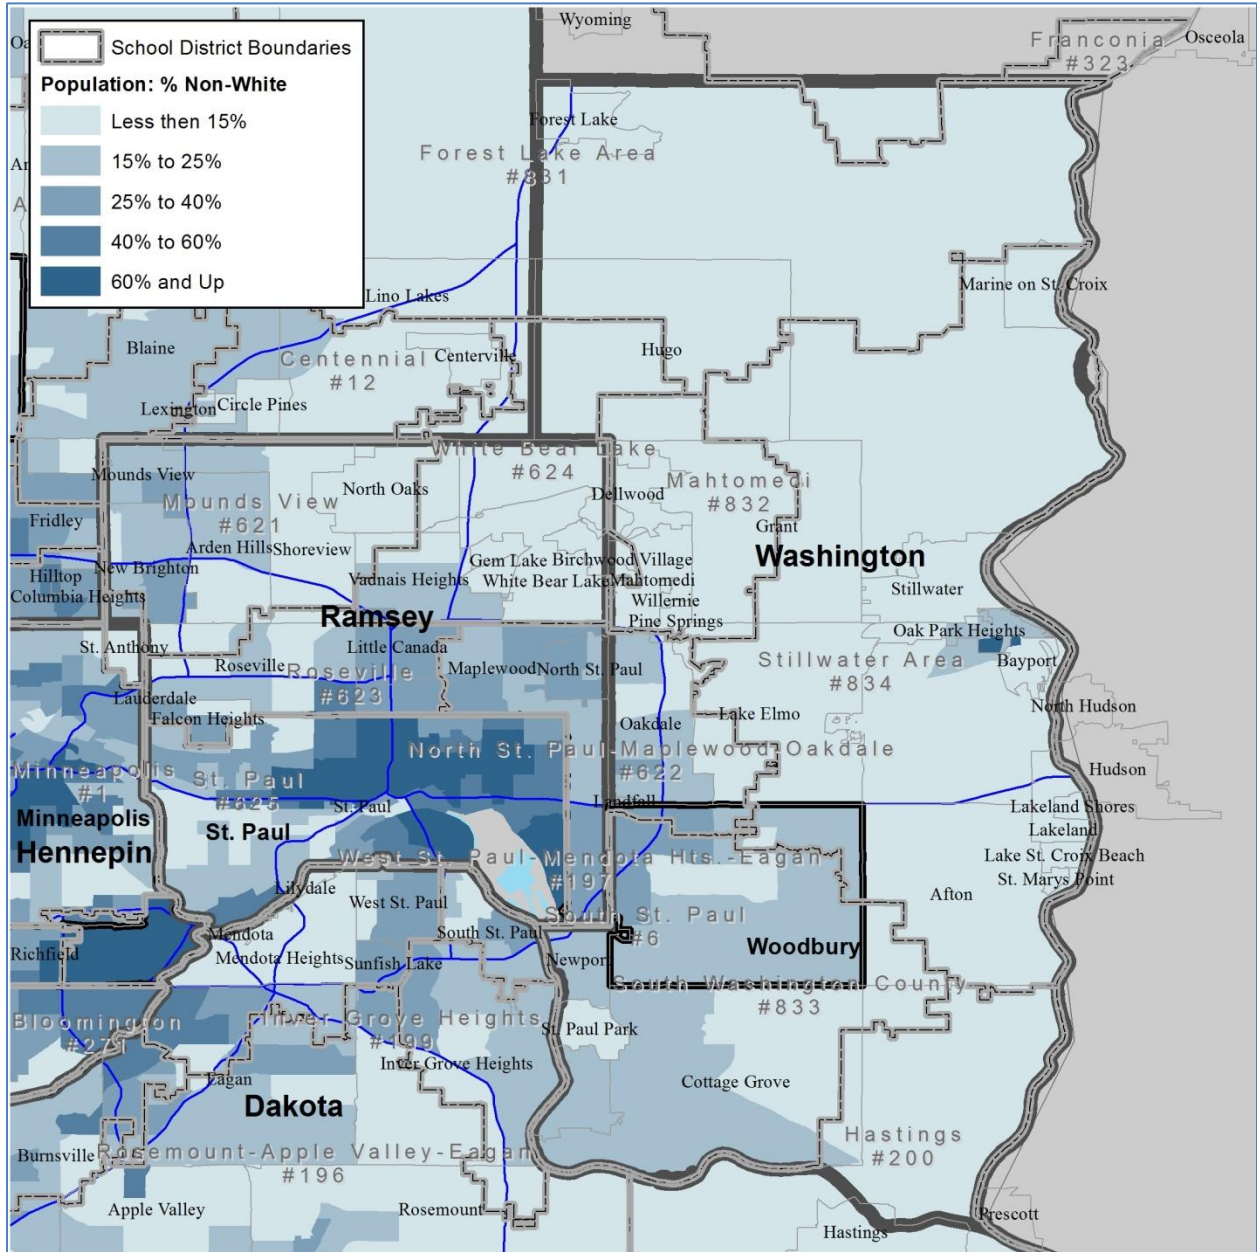 School District Boundaries
Population: % Non-White
Less then 15%
15% to 25%
25% to 40%
40% to 60%
60% and Up
Wyoming
Franconia
#323
Osceola
Forest Lake
Forest Lake Area
#831
Marine on St. Croix
Lino Lakes
Blaine
Centennial
#12
Centerville
Hugo
Lexington
Circle Pines
White Bear Lake
#624
Mounds View
North Oaks
Mounds View
#621
Dellwood
Mahtomedi
#832
Grant
Fridley
Arden Hills
Shoreview
Washington
Hilltop
New Brighton
Columbia Heights
Vadnais Heights
Gem Lake
Birchwood Village
White Bear Lake
Mahtomedi
Willernie
Pine Springs
Stillwater
Ramsey
Oak Park Heights
St. Anthony
Little Canada
Roseville
Roseville
#623
Maplewood
North St. Paul
Stillwater Area
#834
Bayport
Lauderdale
Falcon Heights
Oakdale
Lake Elmo
North Hudson
North St. Paul-Maplewood-Oakdale
#622
Minneapolis
#1
St. Paul
#625
Hudson
St. Paul
Landfall
Lakeland Shores
Minneapolis
St. Paul
Lakeland
Hennepin
West St. Paul-Mendota Hts.-Eagan
#197
Lake St. Croix Beach
St. Marys Point
Lilydale
West St. Paul
Afton
South St. Paul
#6
Mendota
South St. Paul
Woodbury
Richfield
Mendota Heights
Sunfish Lake
Newport
South Washington County
#833
Bloomington
#271
Inver Grove Heights
#199
St. Paul Park
Inver Grove Heights
Eagan
Cottage Grove
Dakota
Hastings
#200
Burnsville
Rosemount-Apple Valley-Eagan
#196
Apple Valley
Rosemount
Hastings
Prescott